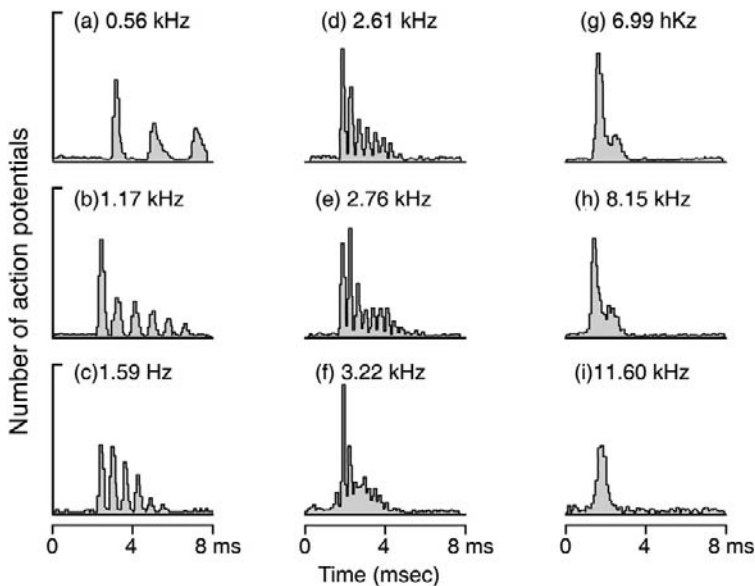 (a) 0.56 kHz
(d) 2.61 kHz
(g) 6.99 hKz
(b)1.17 kHz
(e) 2.76 kHz
(h) 8.15 kHz
(c)1.59 Hz
(f) 3.22 kHz
(i)11.60 kHz
Number of action potentials
0 4 8 ms
0 4 8 ms
0 4 8 ms
Time (msec)